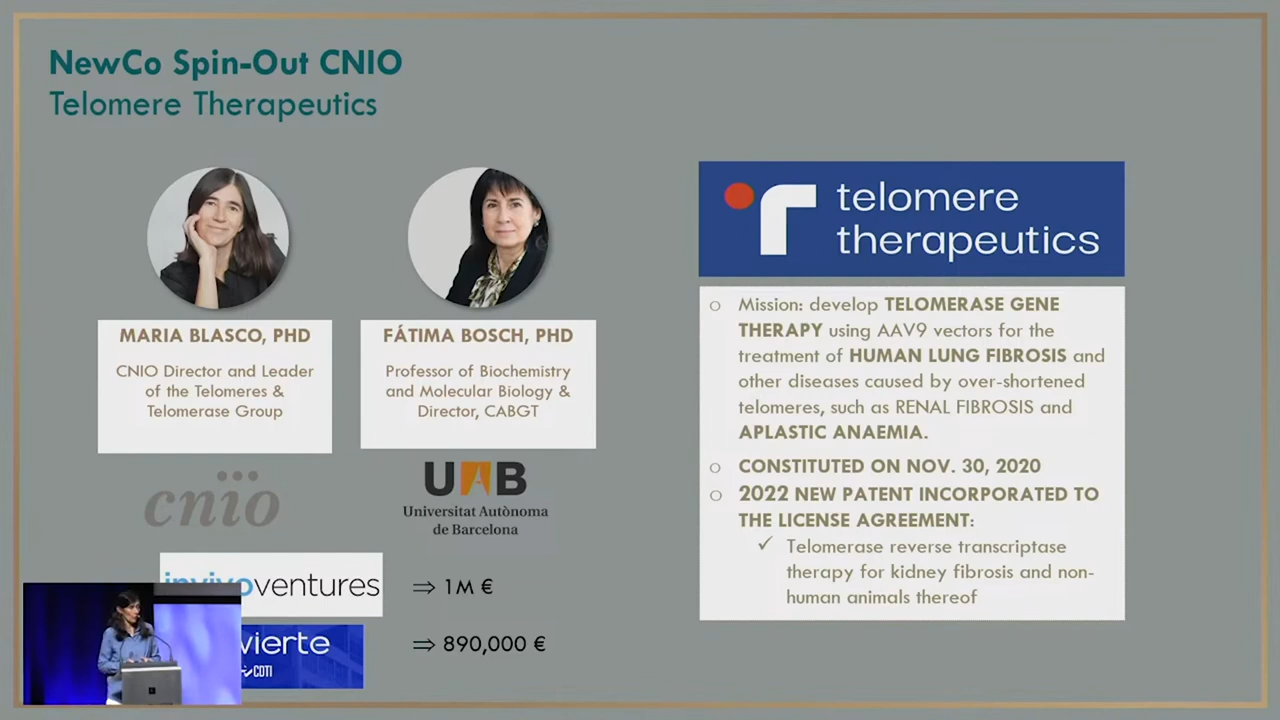 NewCo Spin-Out CNIO
Telomere Therapeutics
MARIA BLASCO, PHD
CNIO Director and Leader
of the Telomeres &
Telomerase Group
cnio
FÁTIMA BOSCH, PHD
Professor of Biochemistry
and Molecular Biology &
Director, CABGT
UAB
Universitat Autònoma
de Barcelona
invivoventures
⇒ 1M €
vierte
CDTI
⇒ 890,000 €
telomere
therapeutics
o Mission: develop TELOMERASE GENE
THERAPY using AAV9 vectors for the
treatment of HUMAN LUNG FIBROSIS and
other diseases caused by over-shortened
telomeres, such as RENAL FIBROSIS and
APLASTIC ANAEMIA.
o CONSTITUTED ON NOV. 30, 2020
o 2022 NEW PATENT INCORPORATED TO
THE LICENSE AGREEMENT:
✓ Telomerase reverse transcriptase
therapy for kidney fibrosis and non-
human animals thereof